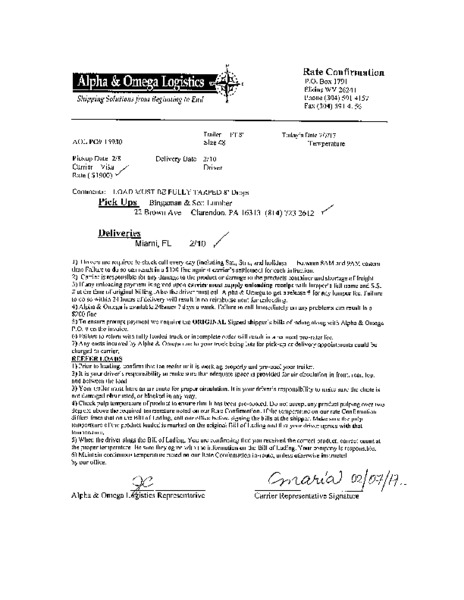 Alpha & Omega Logistics
Shipping Solutions from Beginning to End
Rate Confirmation
P.O. Box 1791
Elkins WV 26241
Phone (304) 591 4157
Fax (304) 591
Trailer FT 8'
Size 48
Today's Date 2/7/17
Temperature
Pickup Date 2/8
Delivery Date 2/10
Carrier Visa
Driver
Rate ( $1900)
Comments: LOAD MUST BE FULLY TARPED 8' Drops
Pick Ups Bingaman & Son Lumber
22 Brown Ave Clarendon, PA 16313 (814) 723 2612
Deliveries
Miami, FL 2/10
1) Drivers are required to check call every day (including Sat., Sun., and holidays between 8AM and 9AM eastern
time Failure to do so can result in a $100 fine against carrier's settlement for each infraction.
2) Carrier is responsible for any damage to the product or damage to the products container and shortage of freight
3) If any unloading payment is agreed upon carrier must supply unloading receipt with lumper's full name and S.S.
# at the time of original billing. Also the driver must call Alpha & Omega to get a release # for any lumper fee. Failure
to do so within 24 hours of delivery will result in no reimbursement for unloading.
4) Alpha & Omega is available 24hours 7 days a week. Failure to call immediately on any problems can result in a
$200 fine
5) To ensure prompt payment we require the ORIGINAL Signed shipper's bills of lading along with Alpha & Omega
P.O. # on the invoice.
6) Failure to return with fully loaded truck or incomplete order will result in a no most pro-rater fee.
7) Any costs incurred by Alpha & Omega due to your truck being late for pick-up or delivery appointments could be
charged to carrier.
REEFER LOADS
1) Prior to loading, confirm that the reefer unit is working properly and pre-cool your trailer.
2) It is your driver's responsibility to make sure that adequate space is provided for air circulation in front, rear, top,
and between the load
3) Your trailer must have an air chute for proper circulation. It is your driver's responsibility to make sure the chute is
not damaged, obstructed, or blocked in any way.
4) Check pulp temperature of product to ensure that it has been pre-cooled. Do not accept any product pulping over two
degrees above the required temperature noted on our Rate Confirmation. If the temperature on our rate Confirmation
differs from that on the Bill of Lading, call our office before signing the bills at the shipper. Make sure the pulp
temperature of the product loaded is marked on the original Bill of Lading and that your driver agrees with that
temperature.
5) When the driver signs the Bill of Lading, You are confirming that you received the correct product, correct count at
the proper temperature. Be sure they agree with the information on the Bill of Lading. Your company is responsible.
6) Maintain continuous temperature noted on our Rate Confirmation in-route, unless otherwise instructed
by our office.
Maria 02/07/17.
Alpha & Omega Logistics Representative
Carrier Representative Signature